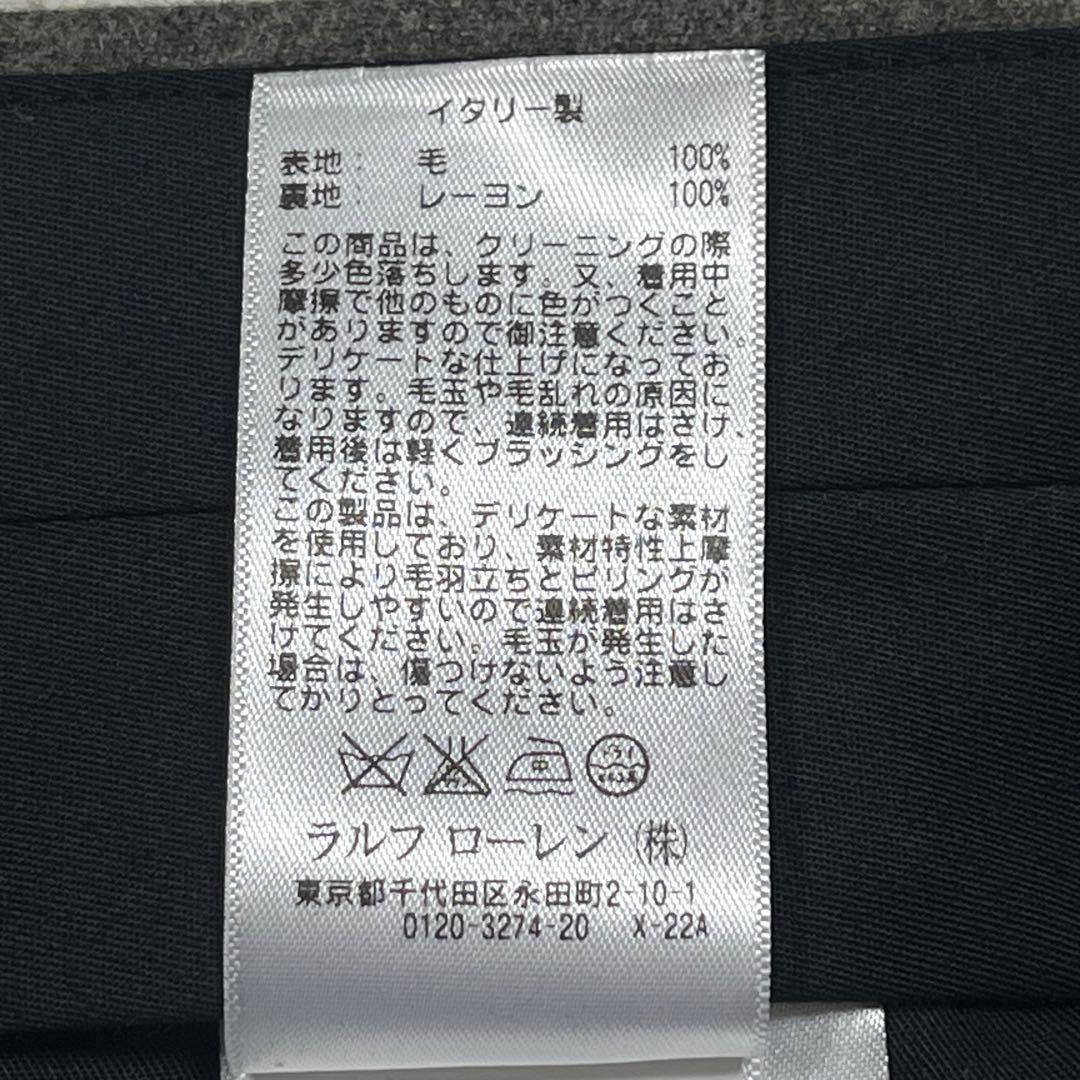 イタリー製
表地: 毛 100%
裏地: レーヨン 100%
この商品は、クリーニングの際
多少色落ちします。又、着用中
摩擦で他のものに色がつくこと
がありますので御注意ください。
デリケートな仕上げになってお
ります。毛玉や毛乱れの原因に
なりますので、連続着用はさけ、
着用後は軽くブラッシングをし
てください。
この製品は、デリケートな素材
を使用しており、素材特性上摩
擦により毛羽立ちとピリングが
発生しやすいので連続着用はさ
けてください。毛玉が発生した
場合は、傷つけないよう注意し
てかりとってください。
中 ドライ
セキユ系
ラルフ ローレン (株)
東京都千代田区永田町2-10-1
0120-3274-20 X-22A